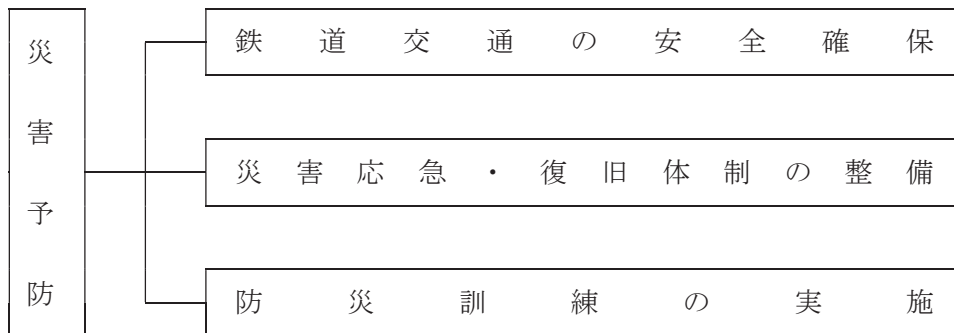 災害予防
鉄道交通の安全確保
災害応急・復旧体制の整備
防災訓練の実施